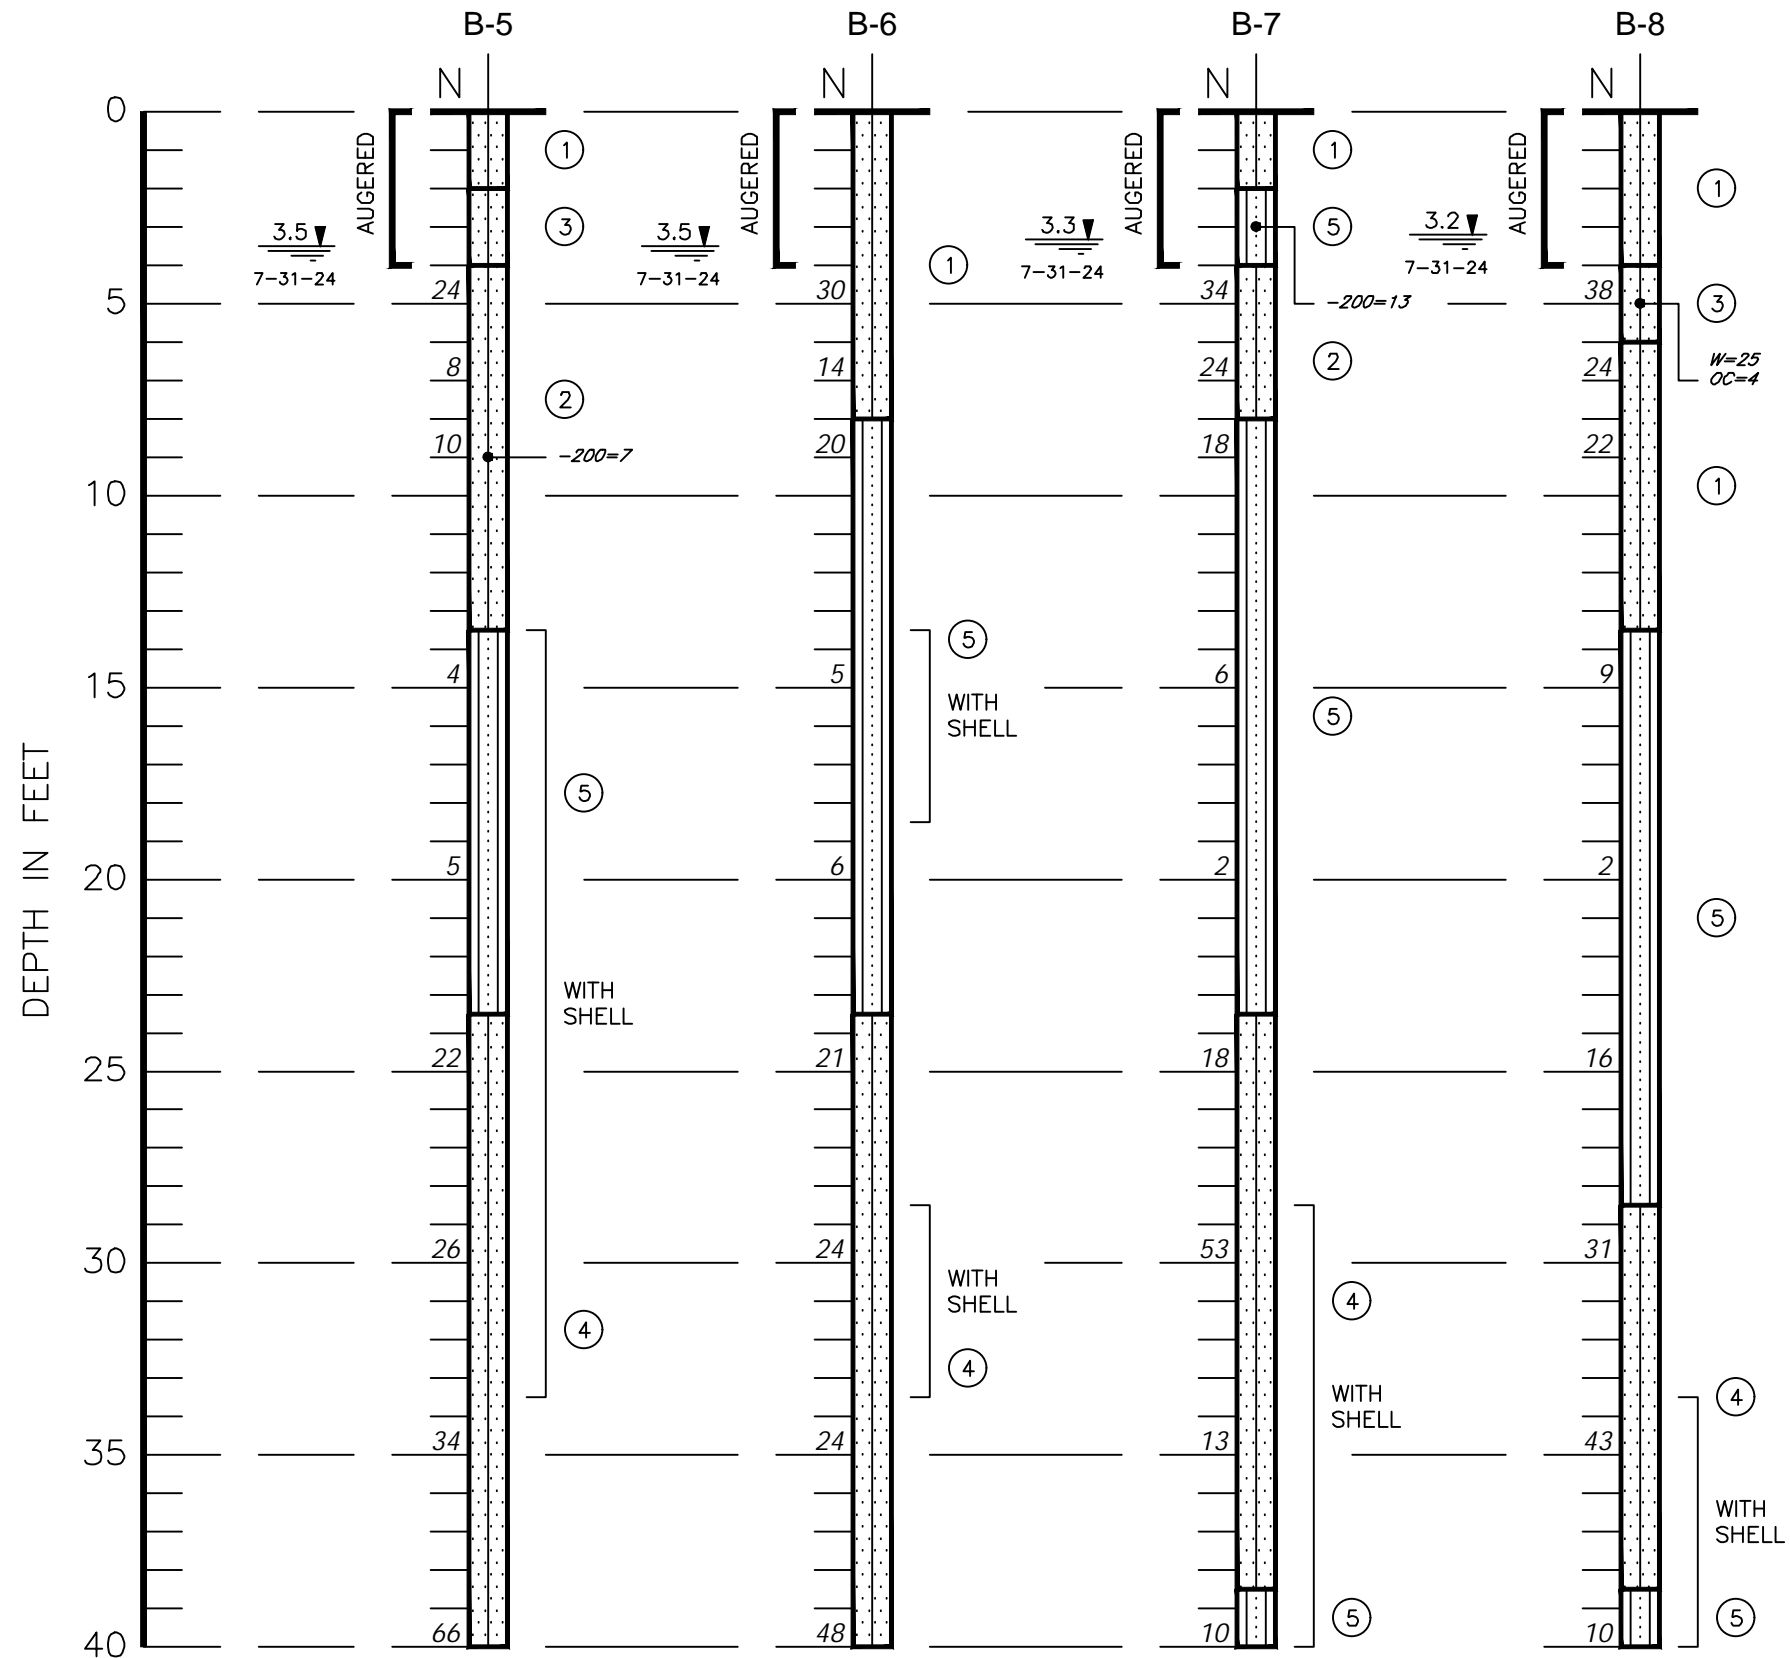 B-5 B-6 B-7 B-8
N N N N
0
AUGERED AUGERED AUGERED AUGERED
1 1
1
3 5
3.5 3.5 3.3 3.2
7-31-24 7-31-24 7-31-24 7-31-24
1
5 24 30 34 38
-200=13 3
8 14 24 24
2
W=25
OC=4
2
10 20 18 22
-200=7
10
1
5
15 4 5 6 9
WITH
SHELL
5
5
20 5 6 2 2
5
WITH
SHELL
DEPTH IN FEET
25 22 21 18 16
30 26 24 53 31
WITH
SHELL
4
4
4
WITH
SHELL
4
35 34 24 13 43
WITH
SHELL
5 5
40 66 48 10 10